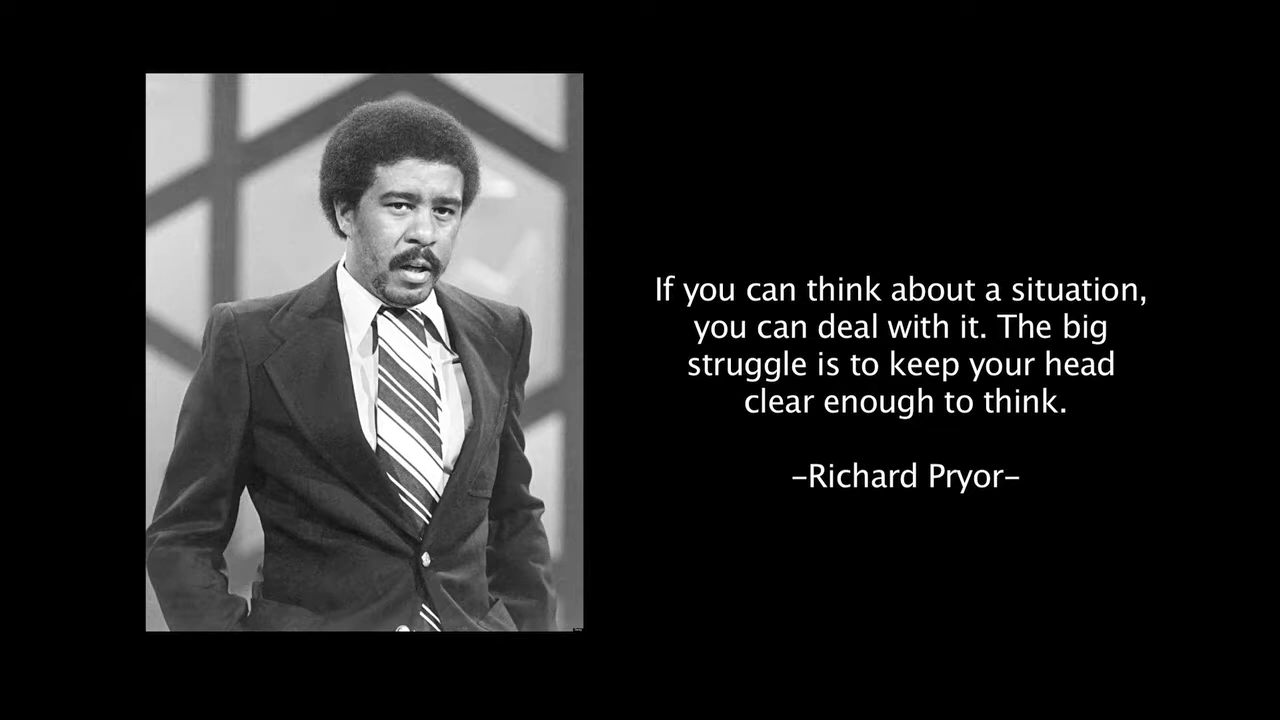 If you can think about a situation,
you can deal with it. The big
struggle is to keep your head
clear enough to think.
–Richard Pryor–